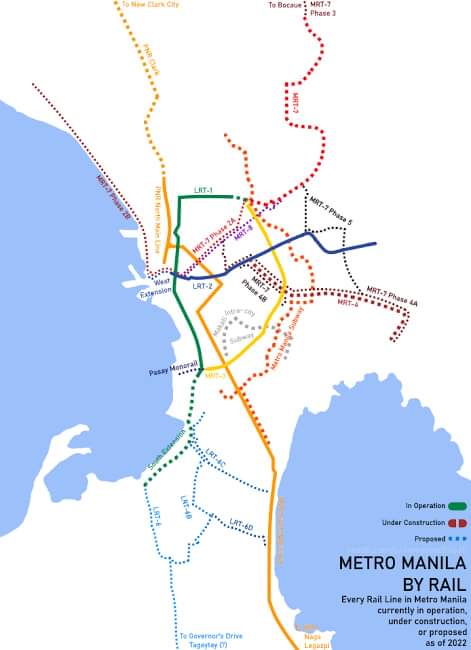 To New Clark City
To Bocaue
MRT-7
Phase 3
PNR Clark
MRT-7
MRT-7 Phase 2B
PNR North Main Line
LRT-1
MRT-7 Phase 2A
MRT-8
MRT-7 Phase 5
West
Extension
LRT-2
MRT-7
Phase 4B
MRT-7 Phase 4A
MRT-4
Makati Intra-city
Subway
Metro Manila Subway
Pasay Monorail
MRT-3
South Extension
LRT-6C
LRT-6
LRT-6B
LRT-6D
In Operation
Under Construction
Proposed
METRO MANILA
BY RAIL
Every Rail Line in Metro Manila
currently in operation,
under construction,
or proposed
as of 2022
To Governor's Drive
Tagaytay (?)
Naga
Legazpi